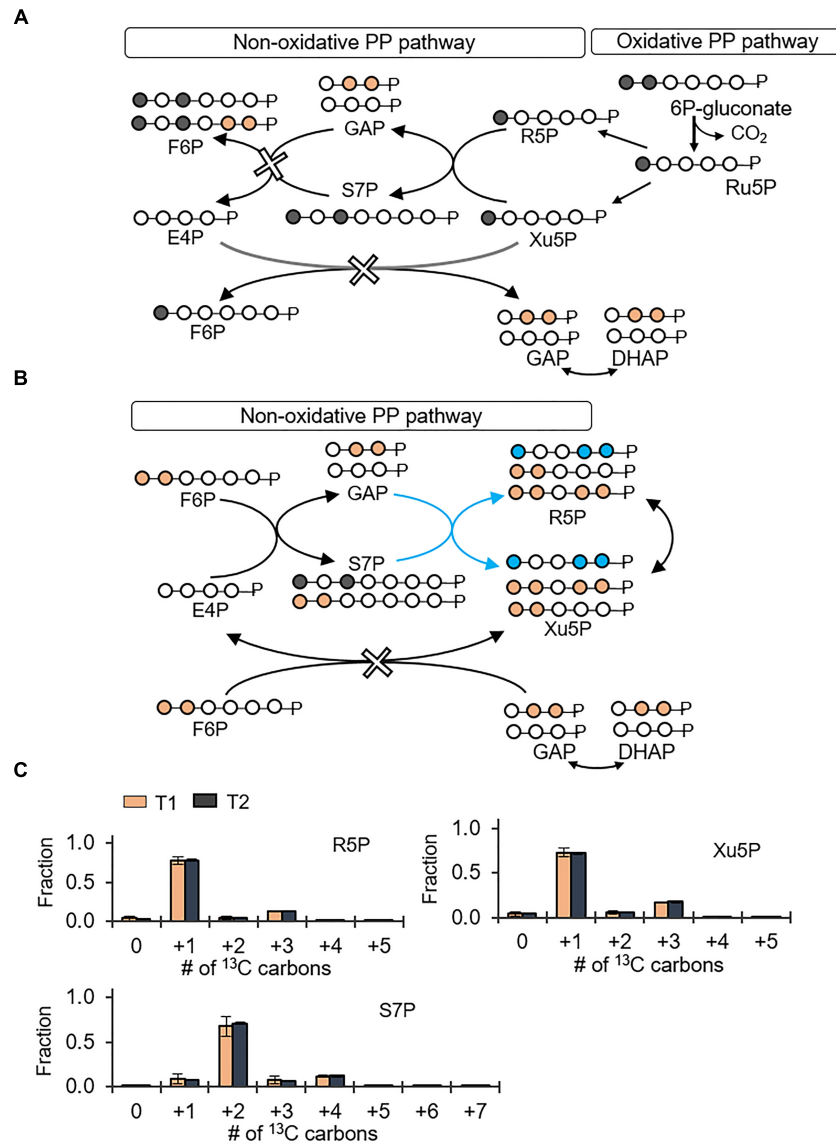 A
Non-oxidative PP pathway
Oxidative PP pathway
P
P
F6P
P
P
GAP
P
R5P
P
6P-gluconate
CO2
P
Ru5P
S7P
P
P
E4P
P
Xu5P
P
F6P
P
P
GAP
P
P
DHAP
B
Non-oxidative PP pathway
P
F6P
P
P
GAP
P
P
P
R5P
S7P
P
P
P
E4P
P
P
P
Xu5P
P
F6P
P
P
GAP
P
P
DHAP
C
T1 T2
Fraction
1.0
0.5
0.0
R5P
0 +1 +2 +3 +4 +5
# of 13C carbons
Fraction
1.0
0.5
0.0
Xu5P
0 +1 +2 +3 +4 +5
# of 13C carbons
Fraction
1.0
0.5
0.0
S7P
0 +1 +2 +3 +4 +5 +6 +7
# of 13C carbons